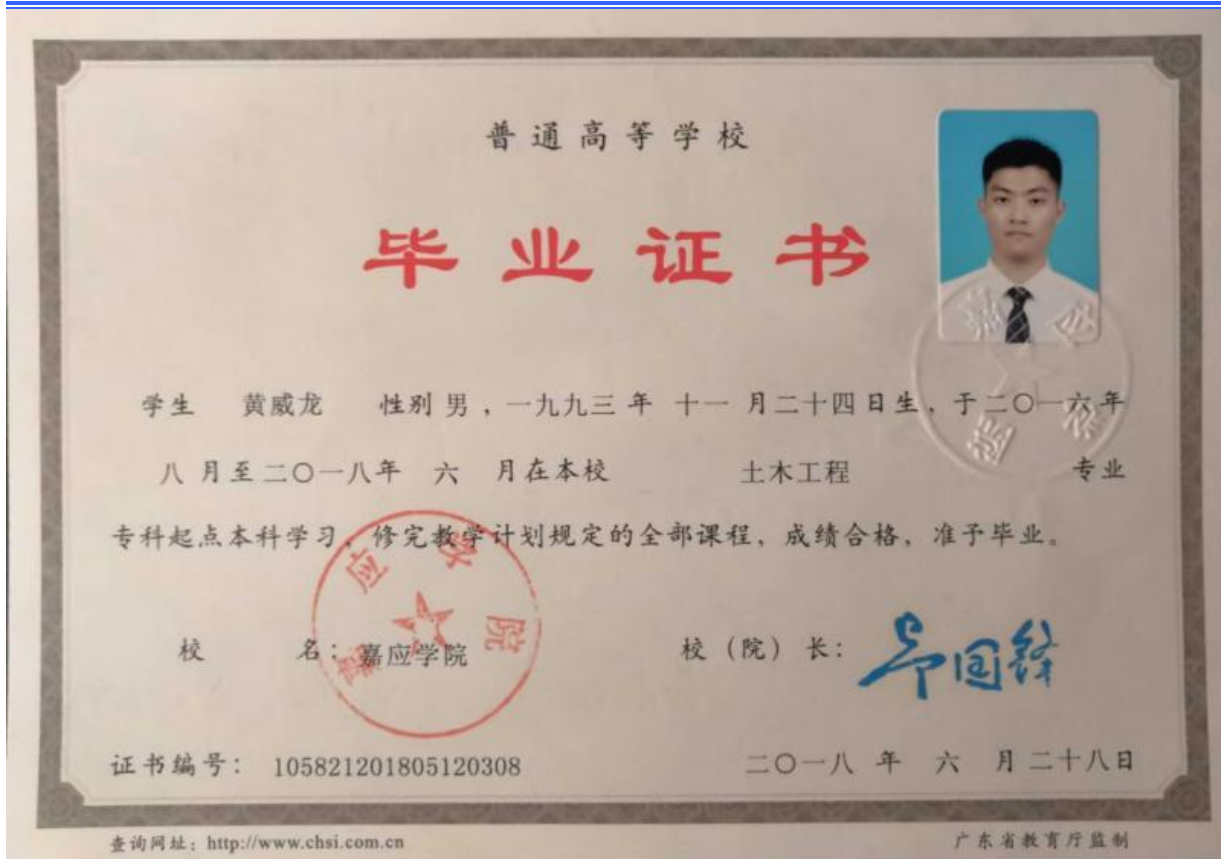 普通高等学校
毕业证书
学生 黄威龙 性别 男，一九九三年 十一 月二十四日生，于二〇一六年
八 月至二〇一八年 六 月在本校 土木工程 专业
专科起点本科学习，修完教学计划规定的全部课程，成绩合格，准予毕业。
校 名：嘉应学院 校（院）长：
嘉应学院
证书编号： 105821201805120308 二〇一八 年 六 月二十八日
查询网址：http://www.chsi.com.cn 广东省教育厅监制